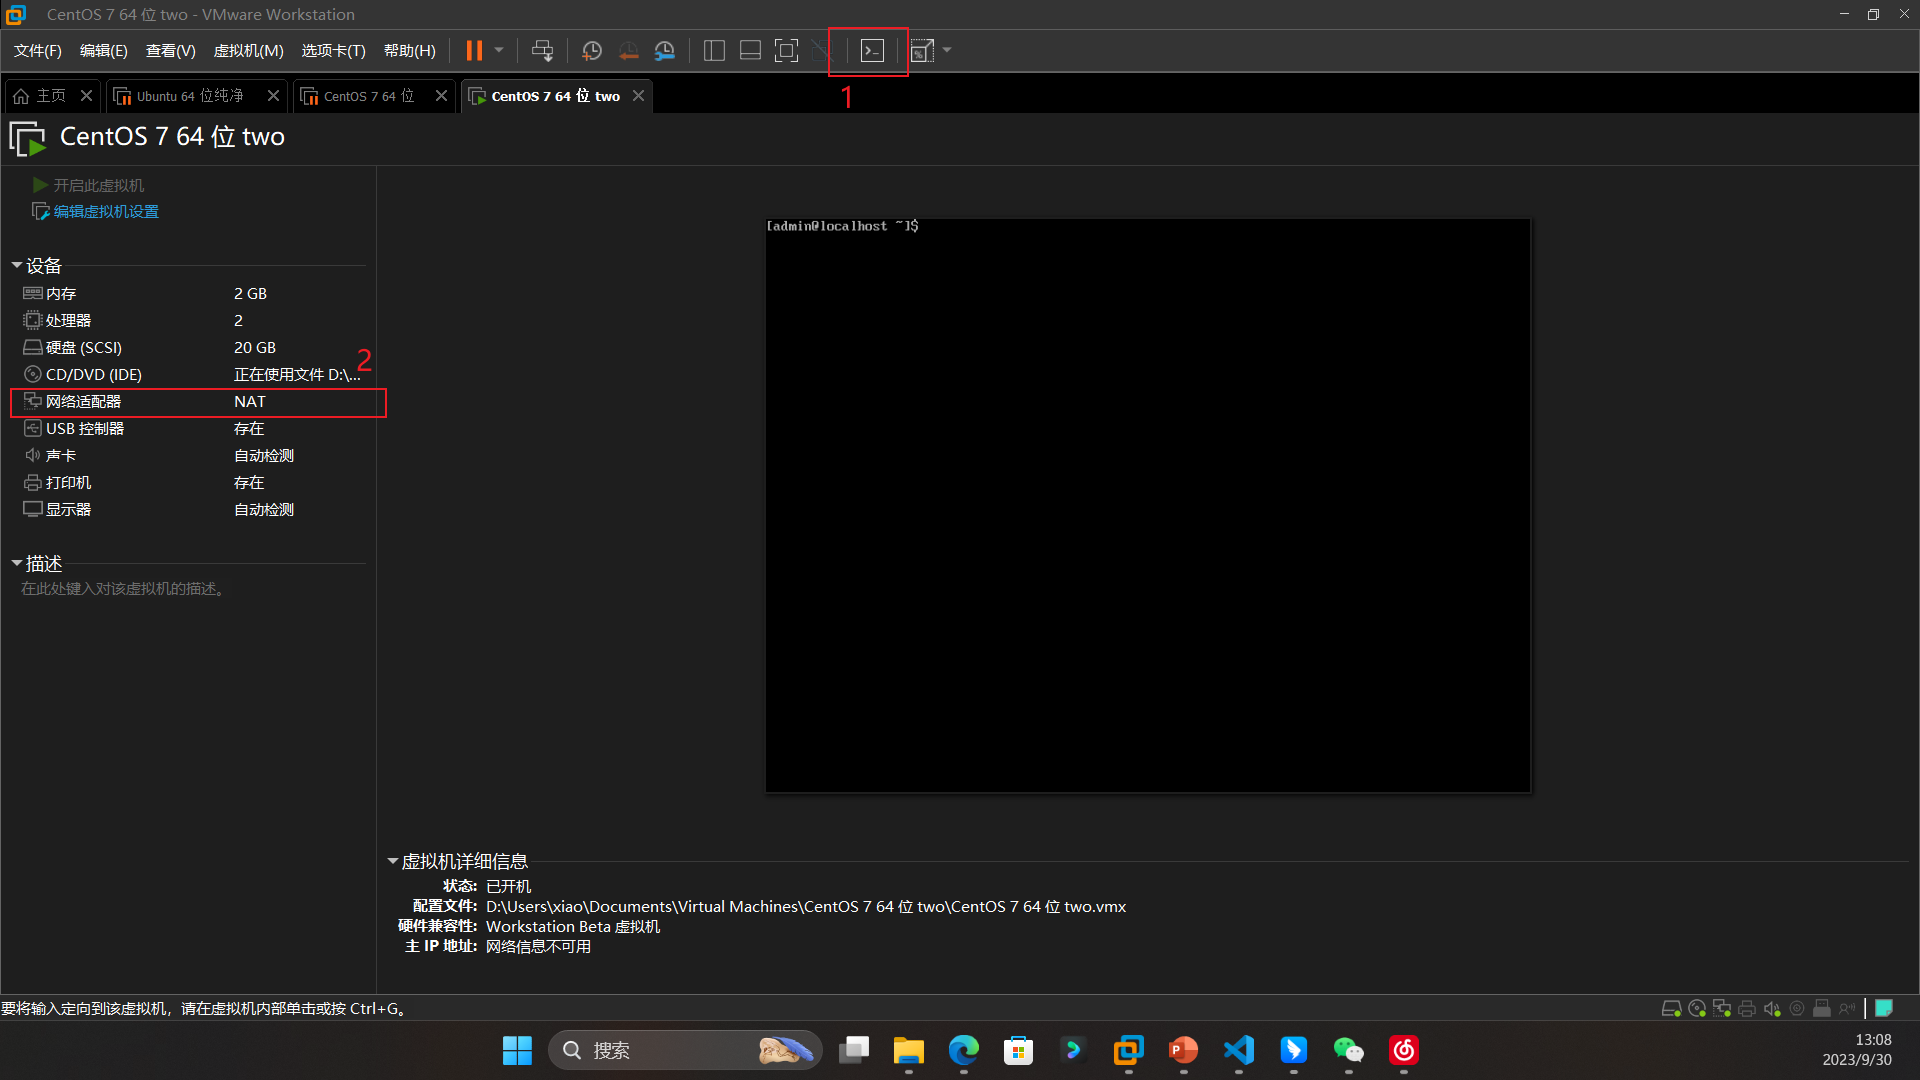 CentOS 7 64 位 two - VMware Workstation
文件(F) 编辑(E) 查看(V) 虚拟机(M) 选项卡(T) 帮助(H)
主页 Ubuntu 64 位纯净 CentOS 7 64 位 CentOS 7 64 位 two
1
CentOS 7 64 位 two
开启此虚拟机
编辑虚拟机设置
设备
内存 2 GB
处理器 2
硬盘 (SCSI) 20 GB
2
CD/DVD (IDE) 正在使用文件 D:\...
网络适配器 NAT
USB 控制器 存在
声卡 自动检测
打印机 存在
显示器 自动检测
描述
在此处键入对该虚拟机的描述。
[admin@localhost ~]$
虚拟机详细信息
状态: 已开机
配置文件: D:\Users\xiao\Documents\Virtual Machines\CentOS 7 64 位 two\CentOS 7 64 位 two.vmx
硬件兼容性: Workstation Beta 虚拟机
主 IP 地址: 网络信息不可用
要将输入定向到该虚拟机，请在虚拟机内部单击或按 Ctrl+G。
搜索
13:08
2023/9/30